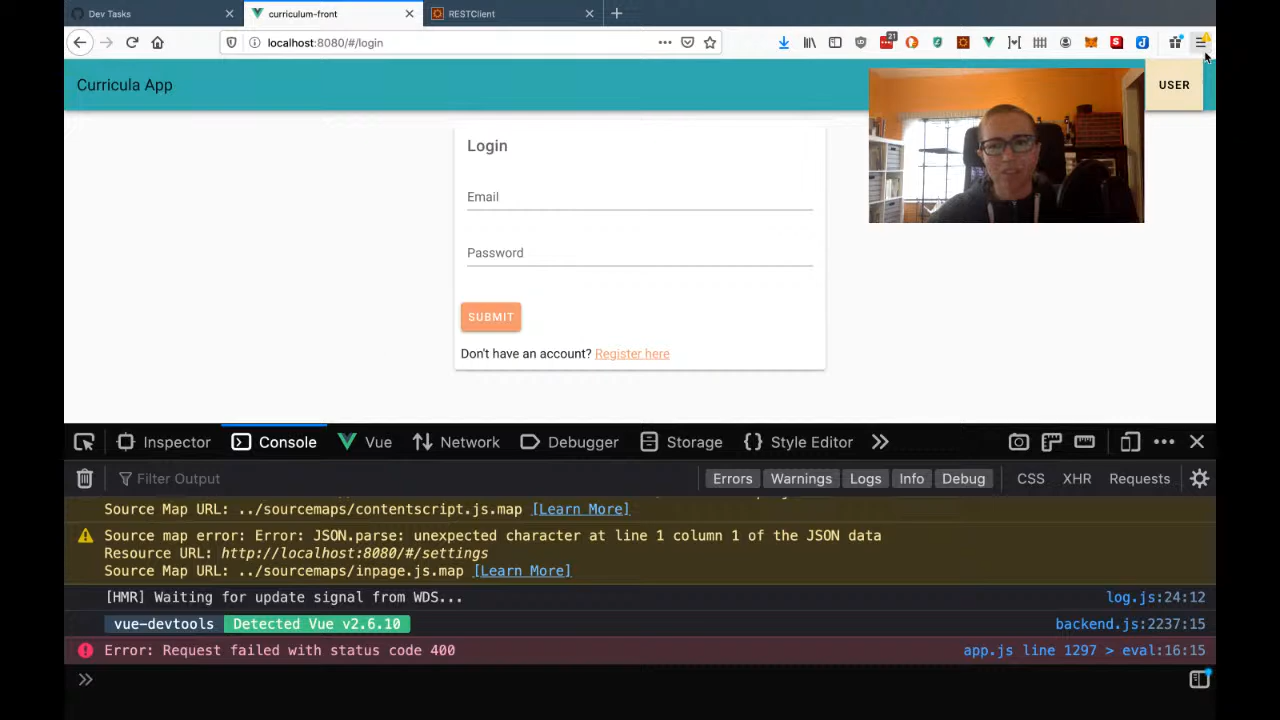 Dev Tasks
curriculum-front
RESTClient
localhost:8080/#/login
21
Curricula App
USER
Login
Email
Password
SUBMIT
Don't have an account? Register here
Inspector
Console
Vue
Network
Debugger
Storage
Style Editor
Filter Output
Errors
Warnings
Logs
Info
Debug
CSS
XHR
Requests
Source Map URL: ../sourcemaps/contentscript.js.map [Learn More]
Source map error: Error: JSON.parse: unexpected character at line 1 column 1 of the JSON data
Resource URL: http://localhost:8080/#/settings
Source Map URL: ../sourcemaps/inpage.js.map [Learn More]
[HMR] Waiting for update signal from WDS... log.js:24:12
vue-devtools Detected Vue v2.6.10 backend.js:2237:15
Error: Request failed with status code 400 app.js line 1297 > eval:16:15